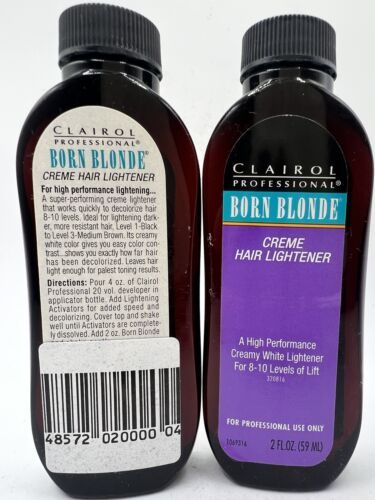 CLAIROL
PROFESSIONAL®
BORN BLONDE®
CREME HAIR LIGHTENER
For high performance lightening...
A super-performing creme lightener
that works quickly to decolorize hair
8-10 levels. Ideal for lightening dark-
er, more resistant hair, Level 1-Black
to Level 3-Medium Brown. Its creamy
white color gives you easy color con-
trast...shows you exactly how far hair
has been decolorized. Leaves hair
light enough for palest toning results.
Directions: Pour 4 oz. of Clairol
Professional 20 vol. developer in
applicator bottle. Add Lightening
Activators for added speed and
decolorizing. Cover top and shake
well until Activators are complete-
ly dissolved. Add 2 oz. Born Blonde
48572 020000 04
CLAIROL
PROFESSIONAL®
BORN BLONDE®
CREME
HAIR LIGHTENER
A High Performance
Creamy White Lightener
For 8-10 Levels of Lift
320816
FOR PROFESSIONAL USE ONLY
1069316
2 FL.OZ. (59 ML)